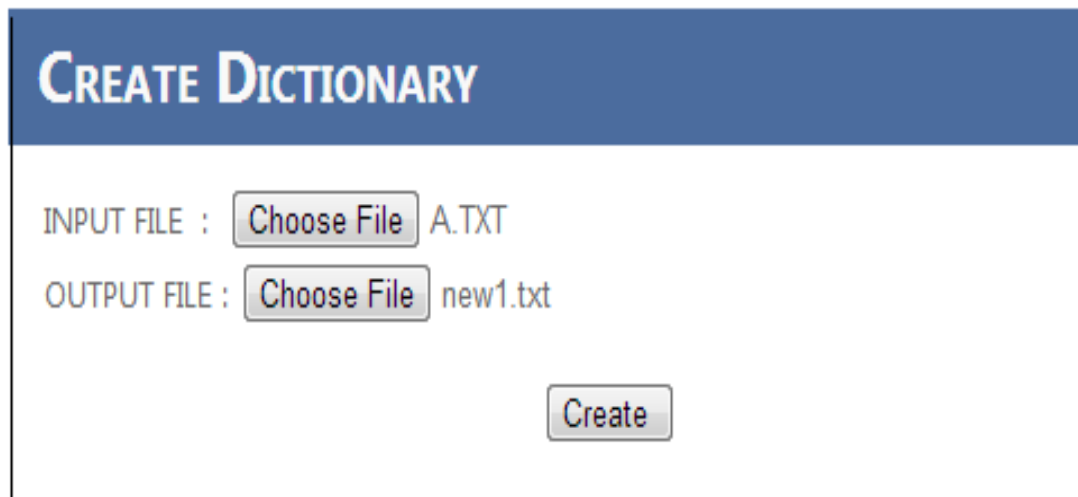 CREATE DICTIONARY
INPUT FILE : Choose File A.TXT
OUTPUT FILE : Choose File new1.txt
Create